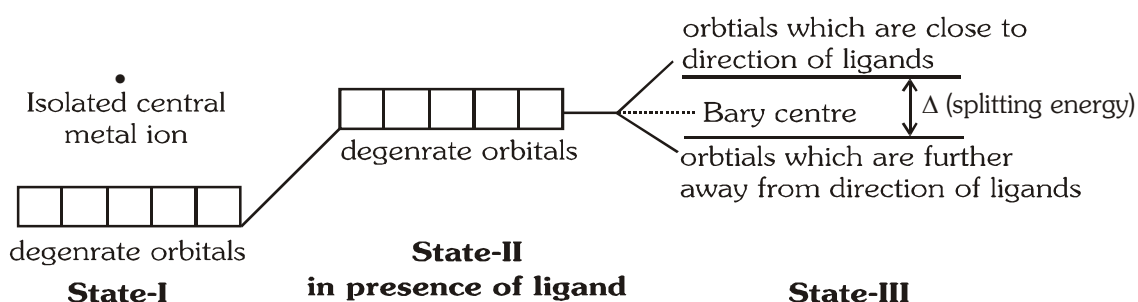 orbtials which are close to
direction of ligands
Isolated central
metal ion
Bary centre
Δ (splitting energy)
degenrate orbitals
orbtials which are further
away from direction of ligands
degenrate orbitals
State-I
State-II
in presence of ligand
State-III